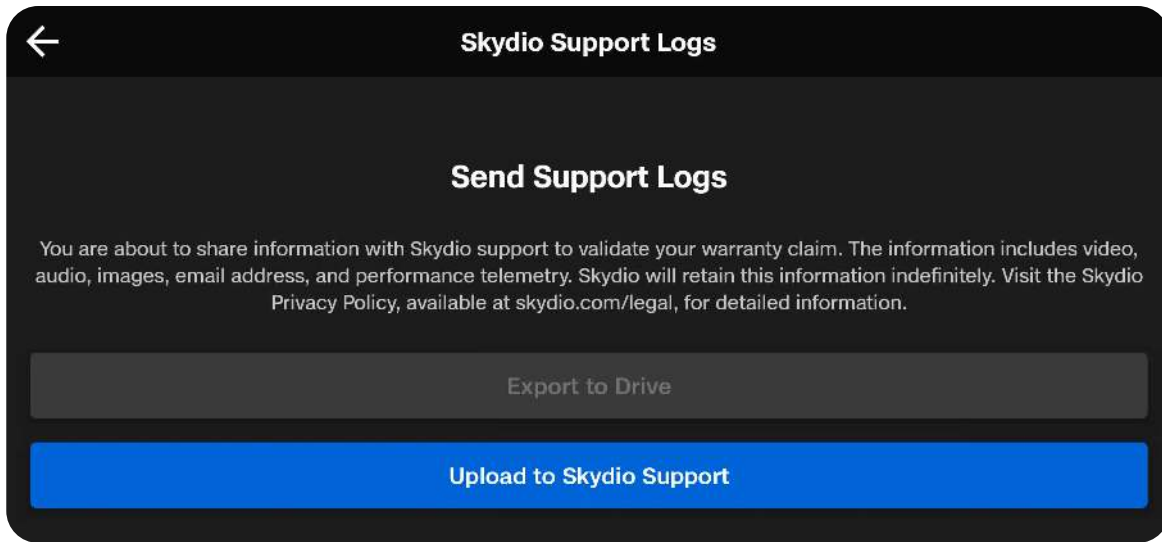 Skydio Support Logs
Send Support Logs
You are about to share information with Skydio support to validate your warranty claim. The information includes video,
audio, images, email address, and performance telemetry. Skydio will retain this information indefinitely. Visit the Skydio
Privacy Policy, available at skydio.com/legal, for detailed information.
Export to Drive
Upload to Skydio Support